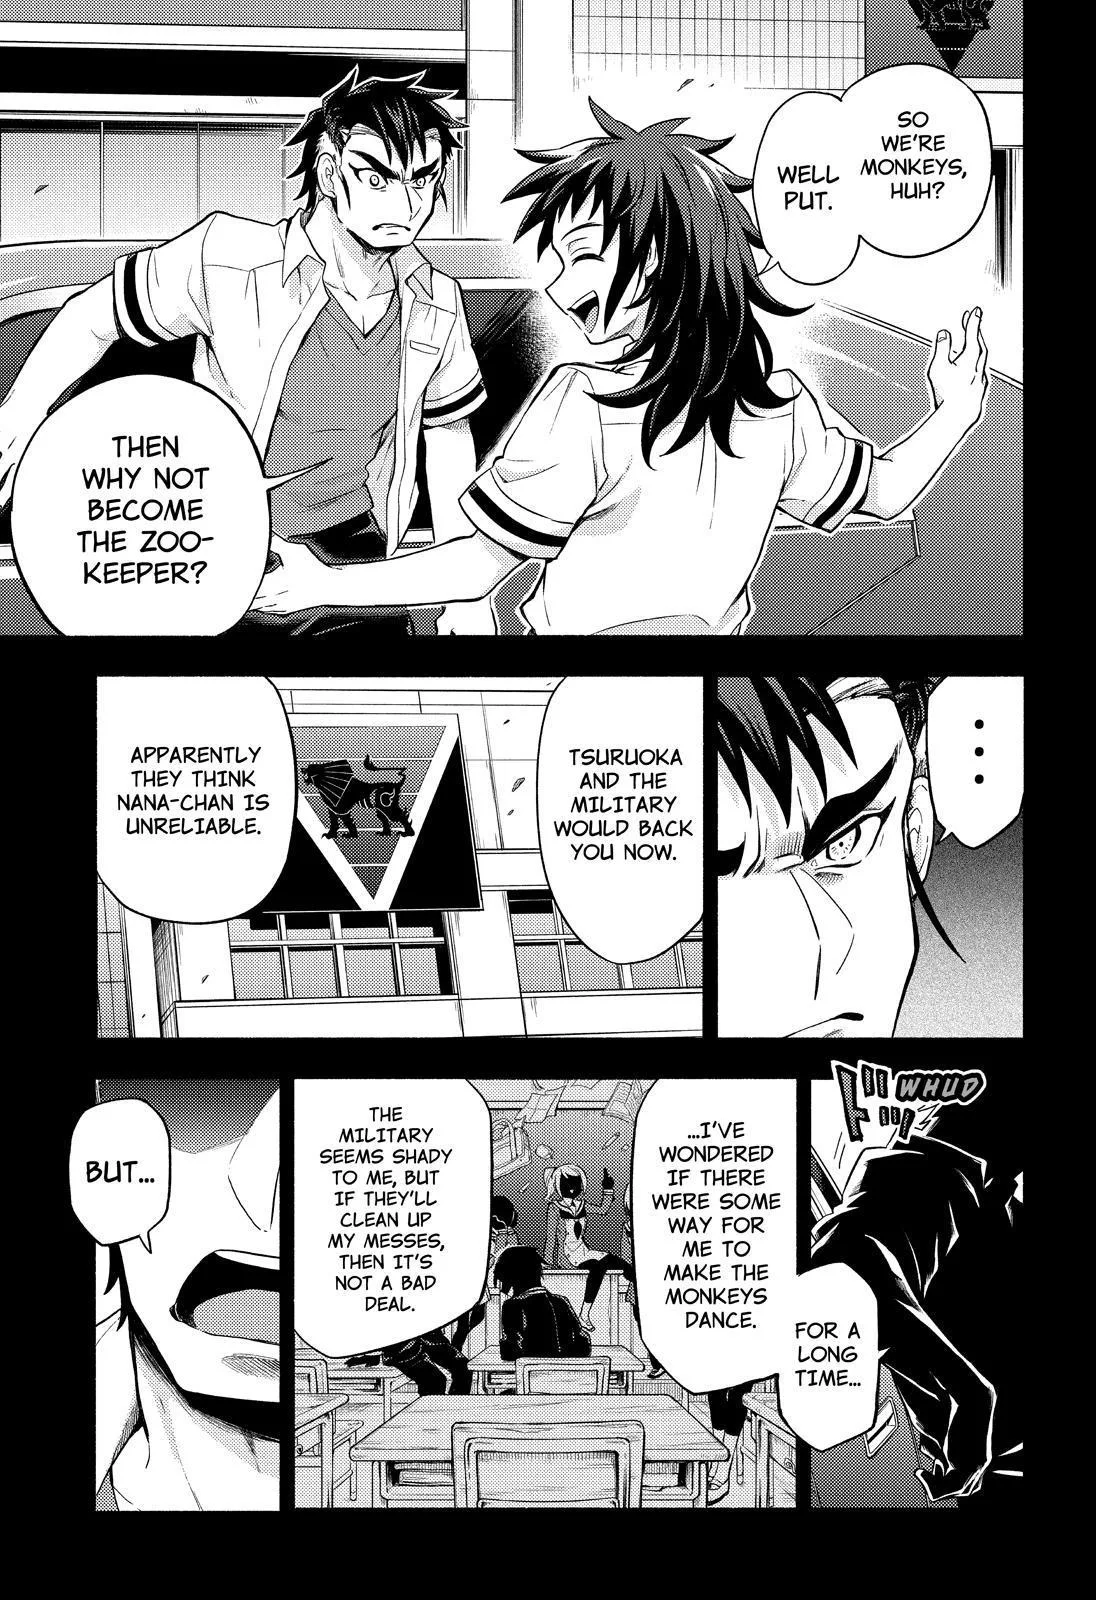 SO
WE'RE
MONKEYS,
HUH?
WELL
PUT.
THEN
WHY NOT
BECOME
THE ZOO-
KEEPER?
...
TSURUOKA
AND THE
MILITARY
WOULD BACK
YOU NOW.
APPARENTLY
THEY THINK
NANA-CHAN IS
UNRELIABLE.
ドドッ
WHUD
FOR A
LONG
TIME...
...I'VE
WONDERED
IF THERE
WERE SOME
WAY FOR
ME TO
MAKE THE
MONKEYS
DANCE.
THE
MILITARY
SEEMS SHADY
TO ME, BUT
IF THEY'LL
CLEAN UP
MY MESSES,
THEN IT'S
NOT A BAD
DEAL.
BUT...